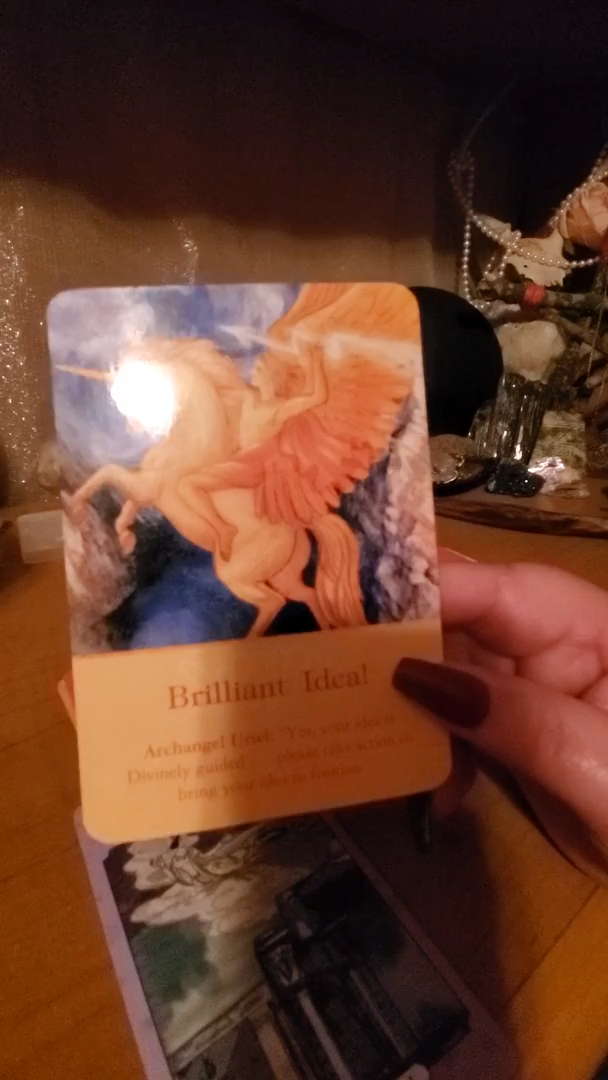 Brilliant Idea!
Archangel Uriel: "Yes, your idea is
Divinely guided please take action to
bring your idea to fruition